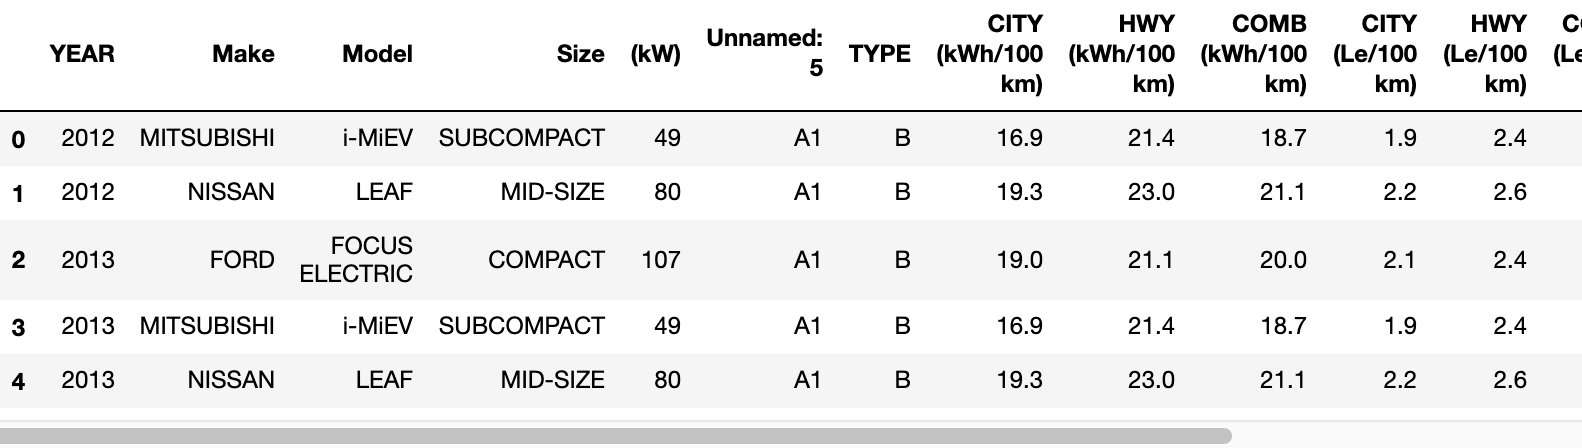 YEAR Make Model Size (kW) Unnamed: 5 TYPE CITY (kWh/100 km) HWY (kWh/100 km) COMB (kWh/100 km) CITY (Le/100 km) HWY (Le/100 km)
0 2012 MITSUBISHI i-MiEV SUBCOMPACT 49 A1 B 16.9 21.4 18.7 1.9 2.4
1 2012 NISSAN LEAF MID-SIZE 80 A1 B 19.3 23.0 21.1 2.2 2.6
2 2013 FORD FOCUS ELECTRIC COMPACT 107 A1 B 19.0 21.1 20.0 2.1 2.4
3 2013 MITSUBISHI i-MiEV SUBCOMPACT 49 A1 B 16.9 21.4 18.7 1.9 2.4
4 2013 NISSAN LEAF MID-SIZE 80 A1 B 19.3 23.0 21.1 2.2 2.6